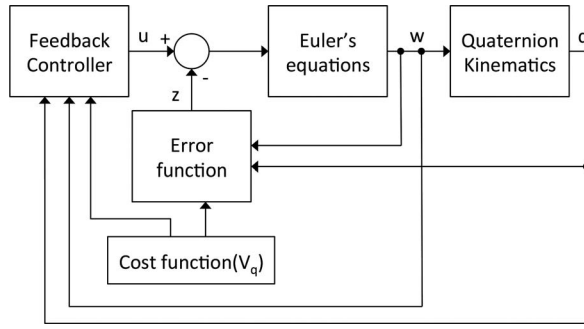 Feedback
Controller
u
+
-
z
Euler's
equations
w
Quaternion
Kinematics
Error
function
Cost function(V_q)